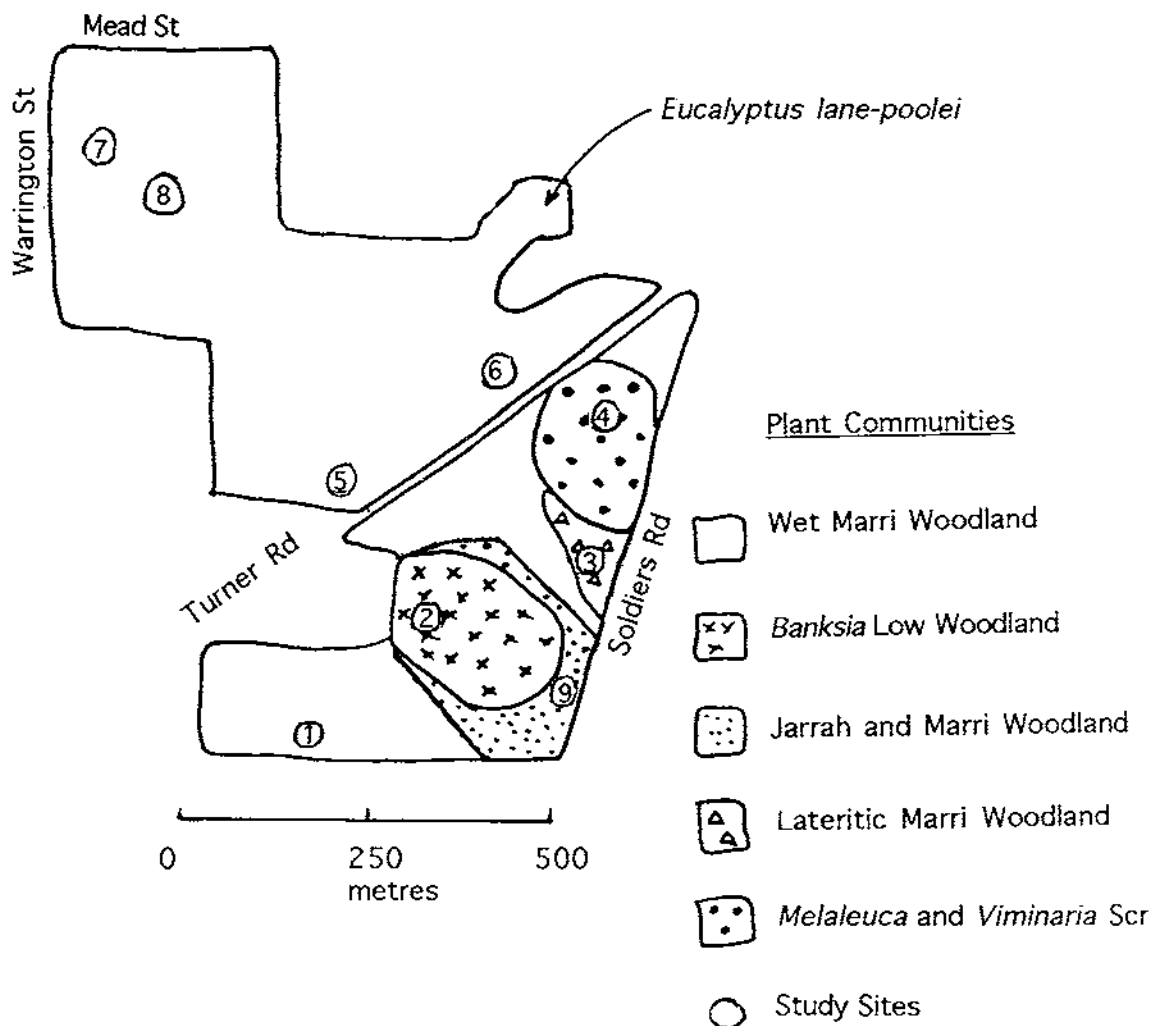 Mead St
Warrington St
Eucalyptus lane-poolei
7
8
6
4
5
3
Turner Rd
Soldiers Rd
2
9
1
0 250 500
metres
Plant Communities
Wet Marri Woodland
Banksia Low Woodland
Jarrah and Marri Woodland
Lateritic Marri Woodland
Melaleuca and Viminaria Scr
Study Sites